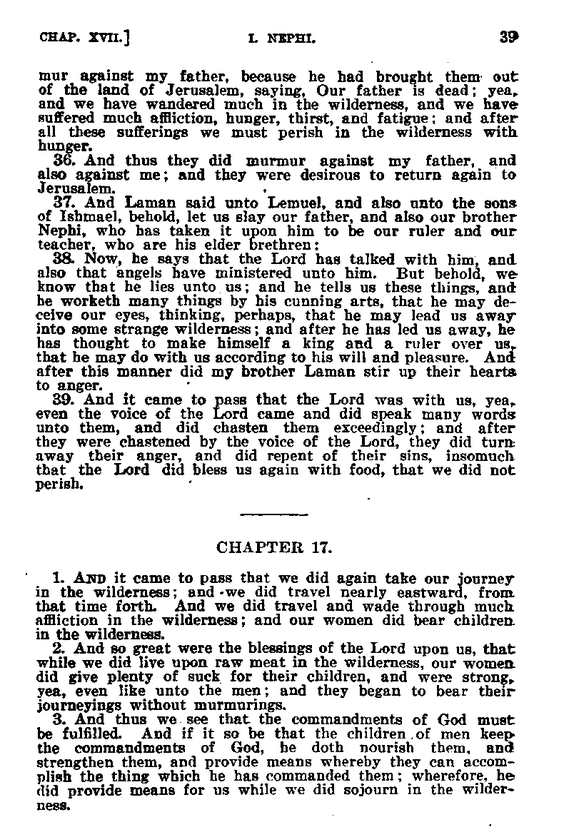 CHAP. XVII.] I. NEPHI. 39
mur against my father, because he had brought them out
of the land of Jerusalem, saying, Our father is dead; yea,
and we have wandered much in the wilderness, and we have
suffered much affliction, hunger, thirst, and fatigue; and after
all these sufferings we must perish in the wilderness with
hunger.
36. And thus they did murmur against my father, and
also against me; and they were desirous to return again to
Jerusalem.
37. And Laman said unto Lemuel, and also unto the sons
of Ishmael, behold, let us slay our father, and also our brother
Nephi, who has taken it upon him to be our ruler and our
teacher, who are his elder brethren:
38. Now, he says that the Lord has talked with him, and
also that angels have ministered unto him. But behold, we
know that he lies unto us; and he tells us these things, and
he worketh many things by his cunning arts, that he may de-
ceive our eyes, thinking, perhaps, that he may lead us away
into some strange wilderness; and after he has led us away, he
has thought to make himself a king and a ruler over us,
that he may do with us according to his will and pleasure. And
after this manner did my brother Laman stir up their hearts
to anger.
39. And it came to pass that the Lord was with us, yea,
even the voice of the Lord came and did speak many words
unto them, and did chasten them exceedingly; and after
they were chastened by the voice of the Lord, they did turn
away their anger, and did repent of their sins, insomuch
that the Lord did bless us again with food, that we did not
perish.
CHAPTER 17.
1. AND it came to pass that we did again take our journey
in the wilderness; and we did travel nearly eastward, from
that time forth. And we did travel and wade through much
affliction in the wilderness; and our women did bear children
in the wilderness.
2. And so great were the blessings of the Lord upon us, that
while we did live upon raw meat in the wilderness, our women
did give plenty of suck for their children, and were strong,
yea, even like unto the men; and they began to bear their
journeyings without murmurings.
3. And thus we see that the commandments of God must
be fulfilled. And if it so be that the children of men keep
the commandments of God, he doth nourish them, and
strengthen them, and provide means whereby they can accom-
plish the thing which he has commanded them; wherefore, he
did provide means for us while we did sojourn in the wilder-
ness.